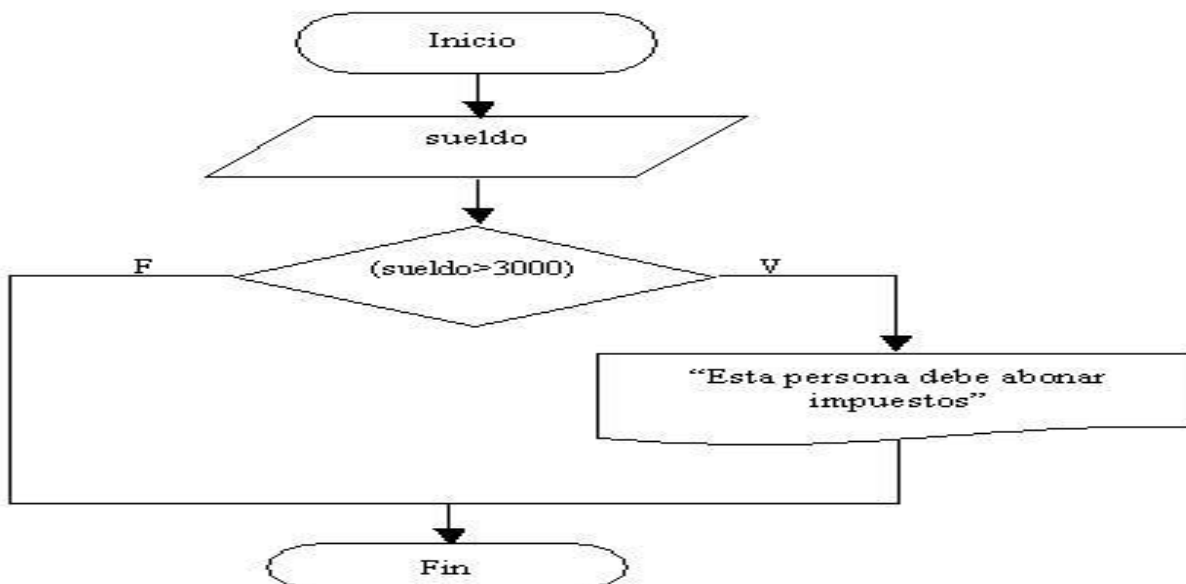 Inicio
sueldo
F
(sueldo>3000)
V
“Esta persona debe abonar
impuestos”
Fin